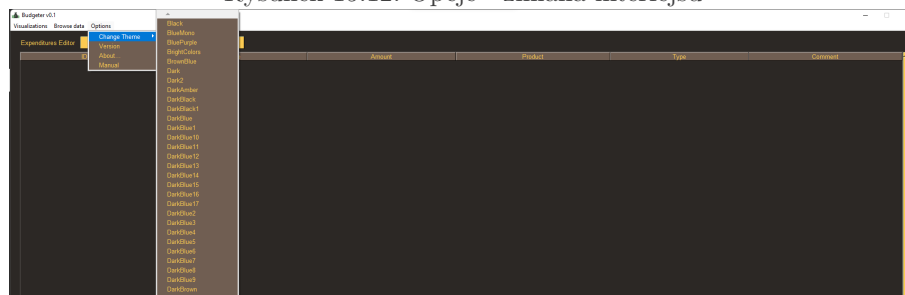 Budgeter v0.1
Visualizations Browse data Options
Expenditures Editor
Amount Product Type Comment
Change Theme
Version
About...
Manual
Black
BlueMono
BluePurple
BrightColors
BrownBlue
Dark
Dark2
DarkAmber
DarkBlack
DarkBlack1
DarkBlue
DarkBlue1
DarkBlue10
DarkBlue11
DarkBlue12
DarkBlue13
DarkBlue14
DarkBlue15
DarkBlue16
DarkBlue17
DarkBlue2
DarkBlue3
DarkBlue4
DarkBlue5
DarkBlue6
DarkBlue7
DarkBlue8
DarkBlue9
DarkBrown